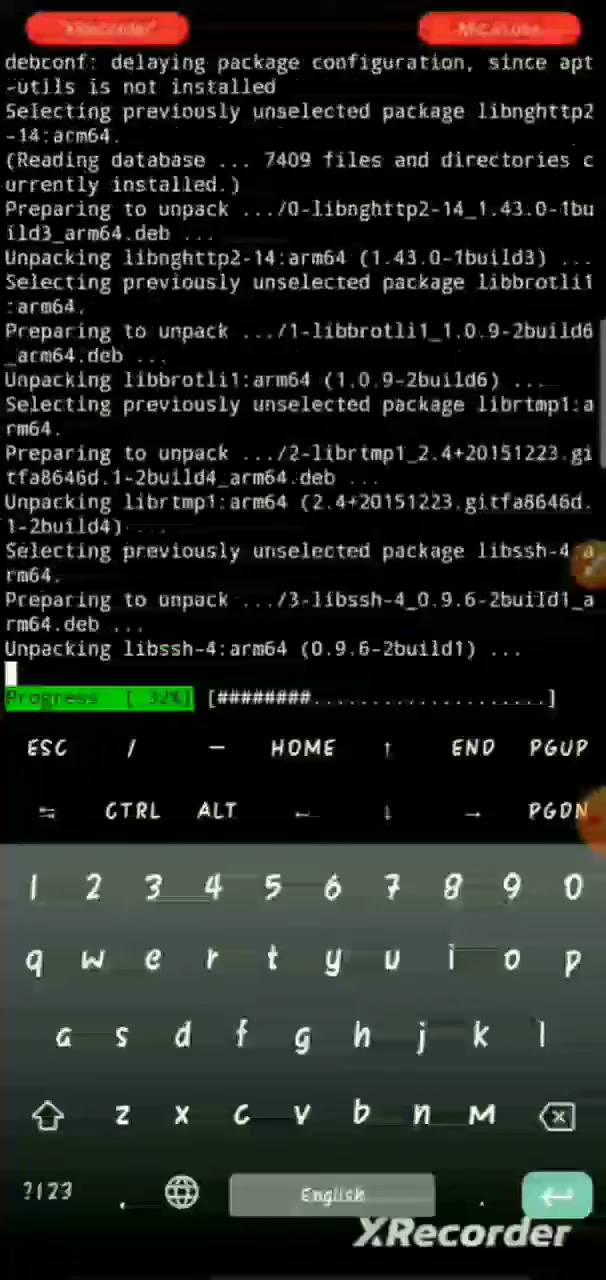 "XRecorder"
debconf: delaying package configuration, since apt
-utils is not installed
Selecting previously unselected package libnghttp2
-14:arm64.
(Reading database ... 7409 files and directories c
urrently installed.)
Preparing to unpack .../0-libnghttp2-14_1.43.0-1bu
ild3_arm64.deb ...
Unpacking libnghttp2-14:arm64 (1.43.0-1build3) ...
Selecting previously unselected package libbrotli1
:arm64.
Preparing to unpack .../1-libbrotli1_1.0.9-2build6
_arm64.deb ...
Unpacking libbrotli1:arm64 (1.0.9-2build6) ...
Selecting previously unselected package librtmp1:a
rm64.
Preparing to unpack .../2-librtmp1_2.4+20151223.gi
tfa8646d.1-2build4_arm64.deb ...
Unpacking librtmp1:arm64 (2.4+20151223.gitfa8646d.
1-2build4) ...
Selecting previously unselected package libssh-4:a
rm64.
Preparing to unpack .../3-libssh-4_0.9.6-2build1_a
rm64.deb ...
Unpacking libssh-4:arm64 (0.9.6-2build1) ...
Progress: [ 32%] [########.......................]
ESC / — HOME ↑ END PGUP
⇆ CTRL ALT ← ↓ → PGDN
1 2 3 4 5 6 7 8 9 0
q w e r t y u i o p
a s d f g h j k l
z x c v b n m
?123 , English .
XRecorder